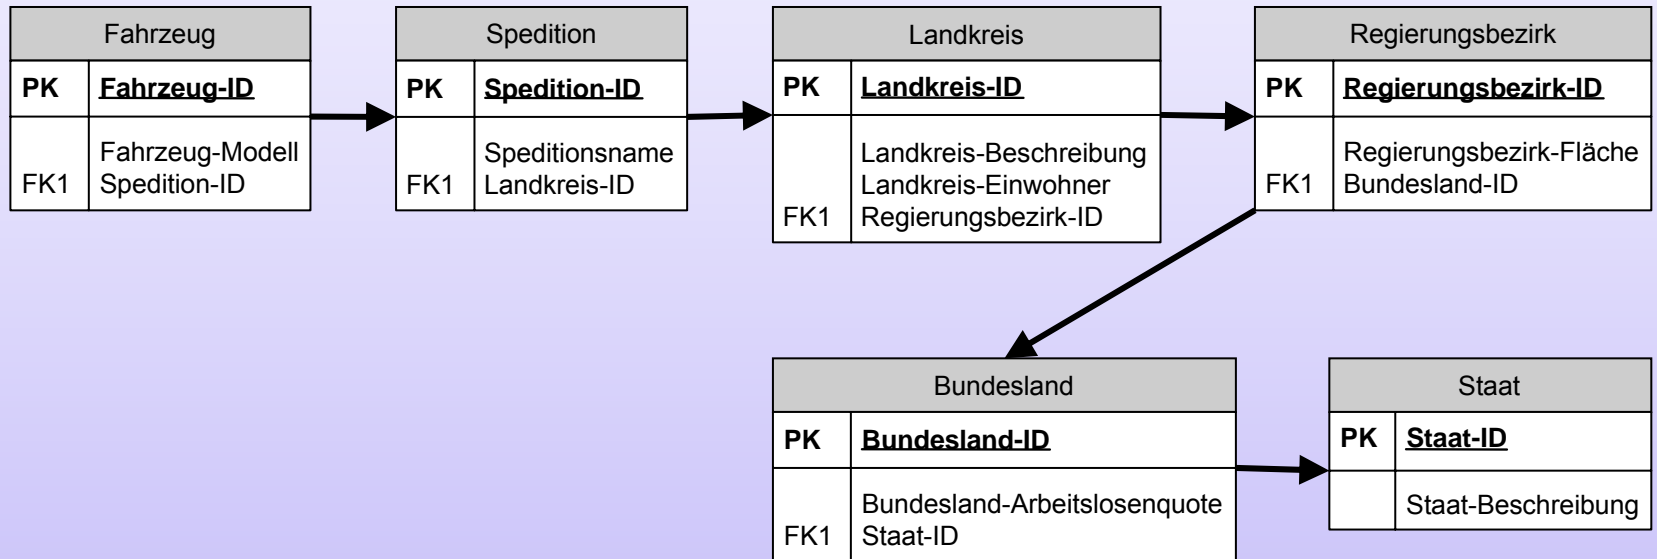 Fahrzeug
PK Fahrzeug-ID
Fahrzeug-Modell
FK1 Spedition-ID
Spedition
PK Spedition-ID
Speditionsname
FK1 Landkreis-ID
Landkreis
PK Landkreis-ID
Landkreis-Beschreibung
Landkreis-Einwohner
FK1 Regierungsbezirk-ID
Regierungsbezirk
PK Regierungsbezirk-ID
Regierungsbezirk-Fläche
FK1 Bundesland-ID
Bundesland
PK Bundesland-ID
Bundesland-Arbeitslosenquote
FK1 Staat-ID
Staat
PK Staat-ID
Staat-Beschreibung